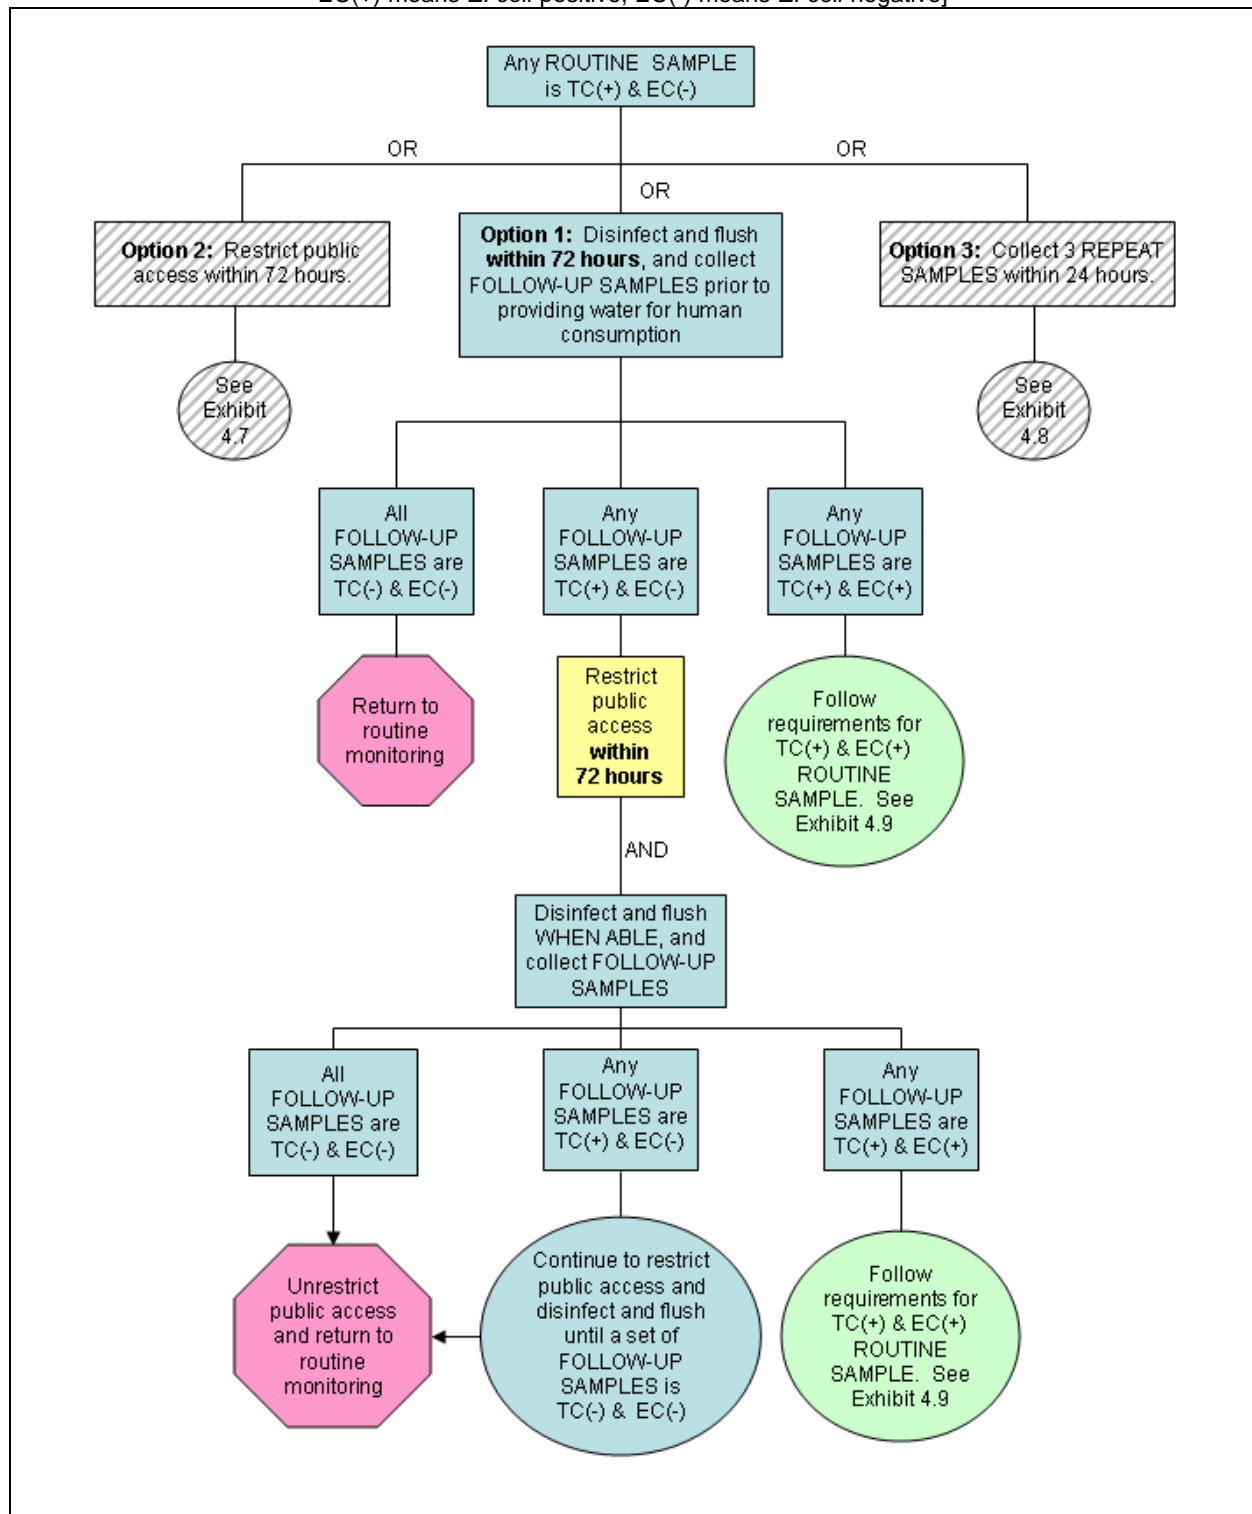 EC(+) means E. coli positive; EC(-) means E. coli negative]
Any ROUTINE SAMPLE
is TC(+) & EC(-)
OR
OR
OR
Option 2: Restrict public
access within 72 hours.
Option 1: Disinfect and flush
within 72 hours, and collect
FOLLOW-UP SAMPLES prior to
providing water for human
consumption
Option 3: Collect 3 REPEAT
SAMPLES within 24 hours.
See
Exhibit
4.7
See
Exhibit
4.8
All
FOLLOW-UP
SAMPLES are
TC(-) & EC(-)
Any
FOLLOW-UP
SAMPLES are
TC(+) & EC(-)
Any
FOLLOW-UP
SAMPLES are
TC(+) & EC(+)
Return to
routine
monitoring
Restrict
public
access
within
72 hours
Follow
requirements for
TC(+) & EC(+)
ROUTINE
SAMPLE. See
Exhibit 4.9
AND
Disinfect and flush
WHEN ABLE, and
collect FOLLOW-UP
SAMPLES
All
FOLLOW-UP
SAMPLES are
TC(-) & EC(-)
Any
FOLLOW-UP
SAMPLES are
TC(+) & EC(-)
Any
FOLLOW-UP
SAMPLES are
TC(+) & EC(+)
Unrestrict
public access
and return to
routine
monitoring
Continue to restrict
public access and
disinfect and flush
until a set of
FOLLOW-UP
SAMPLES is
TC(-) & EC(-)
Follow
requirements for
TC(+) & EC(+)
ROUTINE
SAMPLE. See
Exhibit 4.9